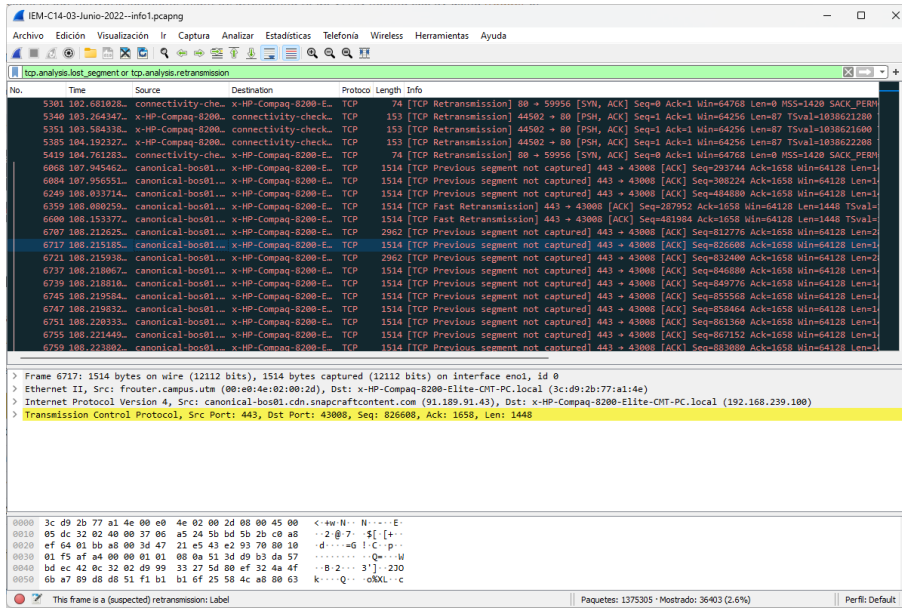 IEM-C14-03-Junio-2022--info1.pcapng
Archivo Edición Visualización Ir Captura Analizar Estadísticas Telefonía Wireless Herramientas Ayuda
tcp.analysis.lost_segment or tcp.analysis.retransmission
No. Time Source Destination Protoco Length Info
5301 102.681028… connectivity-che… x-HP-Compaq-8200-E… TCP 74 [TCP Retransmission] 80 → 59956 [SYN, ACK] Seq=0 Ack=1 Win=64768 Len=0 MSS=1420 SACK_PERM
5340 103.264347… x-HP-Compaq-8200… connectivity-check… TCP 153 [TCP Retransmission] 44502 → 80 [PSH, ACK] Seq=1 Ack=1 Win=64256 Len=87 TSval=1038621280
5351 103.584338… x-HP-Compaq-8200… connectivity-check… TCP 153 [TCP Retransmission] 44502 → 80 [PSH, ACK] Seq=1 Ack=1 Win=64256 Len=87 TSval=1038621600
5385 104.192327… x-HP-Compaq-8200… connectivity-check… TCP 153 [TCP Retransmission] 44502 → 80 [PSH, ACK] Seq=1 Ack=1 Win=64256 Len=87 TSval=1038622208
5419 104.761283… connectivity-che… x-HP-Compaq-8200-E… TCP 74 [TCP Retransmission] 80 → 59956 [SYN, ACK] Seq=0 Ack=1 Win=64768 Len=0 MSS=1420 SACK_PERM
6068 107.945462… canonical-bos01.… x-HP-Compaq-8200-E… TCP 1514 [TCP Previous segment not captured] 443 → 43008 [ACK] Seq=293744 Ack=1658 Win=64128 Len=14
6084 107.956551… canonical-bos01.… x-HP-Compaq-8200-E… TCP 1514 [TCP Previous segment not captured] 443 → 43008 [ACK] Seq=308224 Ack=1658 Win=64128 Len=14
6249 108.033714… canonical-bos01.… x-HP-Compaq-8200-E… TCP 1514 [TCP Previous segment not captured] 443 → 43008 [ACK] Seq=484880 Ack=1658 Win=64128 Len=14
6359 108.080259… canonical-bos01.… x-HP-Compaq-8200-E… TCP 1514 [TCP Fast Retransmission] 443 → 43008 [ACK] Seq=287952 Ack=1658 Win=64128 Len=1448 TSval=
6600 108.153377… canonical-bos01.… x-HP-Compaq-8200-E… TCP 1514 [TCP Fast Retransmission] 443 → 43008 [ACK] Seq=481984 Ack=1658 Win=64128 Len=1448 TSval=
6707 108.212625… canonical-bos01.… x-HP-Compaq-8200-E… TCP 2962 [TCP Previous segment not captured] 443 → 43008 [ACK] Seq=812776 Ack=1658 Win=64128 Len=28
6717 108.215185… canonical-bos01.… x-HP-Compaq-8200-E… TCP 1514 [TCP Previous segment not captured] 443 → 43008 [ACK] Seq=826608 Ack=1658 Win=64128 Len=14
6721 108.215938… canonical-bos01.… x-HP-Compaq-8200-E… TCP 2962 [TCP Previous segment not captured] 443 → 43008 [ACK] Seq=832400 Ack=1658 Win=64128 Len=28
6737 108.218067… canonical-bos01.… x-HP-Compaq-8200-E… TCP 1514 [TCP Previous segment not captured] 443 → 43008 [ACK] Seq=846880 Ack=1658 Win=64128 Len=14
6739 108.218810… canonical-bos01.… x-HP-Compaq-8200-E… TCP 1514 [TCP Previous segment not captured] 443 → 43008 [ACK] Seq=849776 Ack=1658 Win=64128 Len=14
6745 108.219584… canonical-bos01.… x-HP-Compaq-8200-E… TCP 1514 [TCP Previous segment not captured] 443 → 43008 [ACK] Seq=855568 Ack=1658 Win=64128 Len=14
6747 108.219832… canonical-bos01.… x-HP-Compaq-8200-E… TCP 1514 [TCP Previous segment not captured] 443 → 43008 [ACK] Seq=858464 Ack=1658 Win=64128 Len=14
6751 108.220333… canonical-bos01.… x-HP-Compaq-8200-E… TCP 1514 [TCP Previous segment not captured] 443 → 43008 [ACK] Seq=861360 Ack=1658 Win=64128 Len=14
6755 108.221449… canonical-bos01.… x-HP-Compaq-8200-E… TCP 1514 [TCP Previous segment not captured] 443 → 43008 [ACK] Seq=867152 Ack=1658 Win=64128 Len=14
6759 108.223802… canonical-bos01.… x-HP-Compaq-8200-E… TCP 1514 [TCP Previous segment not captured] 443 → 43008 [ACK] Seq=883080 Ack=1658 Win=64128 Len=14
Frame 6717: 1514 bytes on wire (12112 bits), 1514 bytes captured (12112 bits) on interface eno1, id 0
Ethernet II, Src: frouter.campus.utm (00:e0:4e:02:00:2d), Dst: x-HP-Compaq-8200-Elite-CMT-PC.local (3c:d9:2b:77:a1:4e)
Internet Protocol Version 4, Src: canonical-bos01.cdn.snapcraftcontent.com (91.189.91.43), Dst: x-HP-Compaq-8200-Elite-CMT-PC.local (192.168.239.100)
Transmission Control Protocol, Src Port: 443, Dst Port: 43008, Seq: 826608, Ack: 1658, Len: 1448
0000 3c d9 2b 77 a1 4e 00 e0 4e 02 00 2d 08 00 45 00 <·+w·N·· N··-··E·
0010 05 dc 32 02 40 00 37 06 a5 24 5b bd 5b 2b c0 a8 ··2·@·7· ·$[·[+··
0020 ef 64 01 bb a8 00 3d 47 21 e5 43 e2 93 70 80 10 ·d····=G !·C··p··
0030 01 f5 af a4 00 00 01 01 08 0a 51 3d d9 b3 da 57 ········ ··Q=···W
0040 bd ec 42 0c 32 02 d9 99 33 27 5d 80 ef 32 4a 4f ··B·2··· 3']··2JO
0050 6b a7 89 d8 d8 51 f1 b1 b1 6f 25 58 4c a8 80 63 k····Q·· ·o%XL··c
This frame is a (suspected) retransmission: Label
Paquetes: 1375305 · Mostrado: 36403 (2.6%)
Perfil: Default